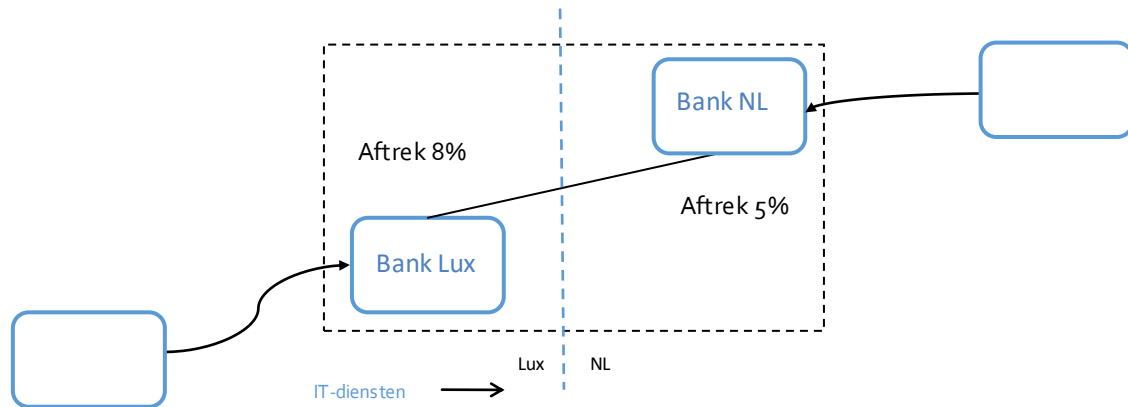 Bank NL
Aftrek 8%
Aftrek 5%
Bank Lux
Lux
NL
IT-diensten